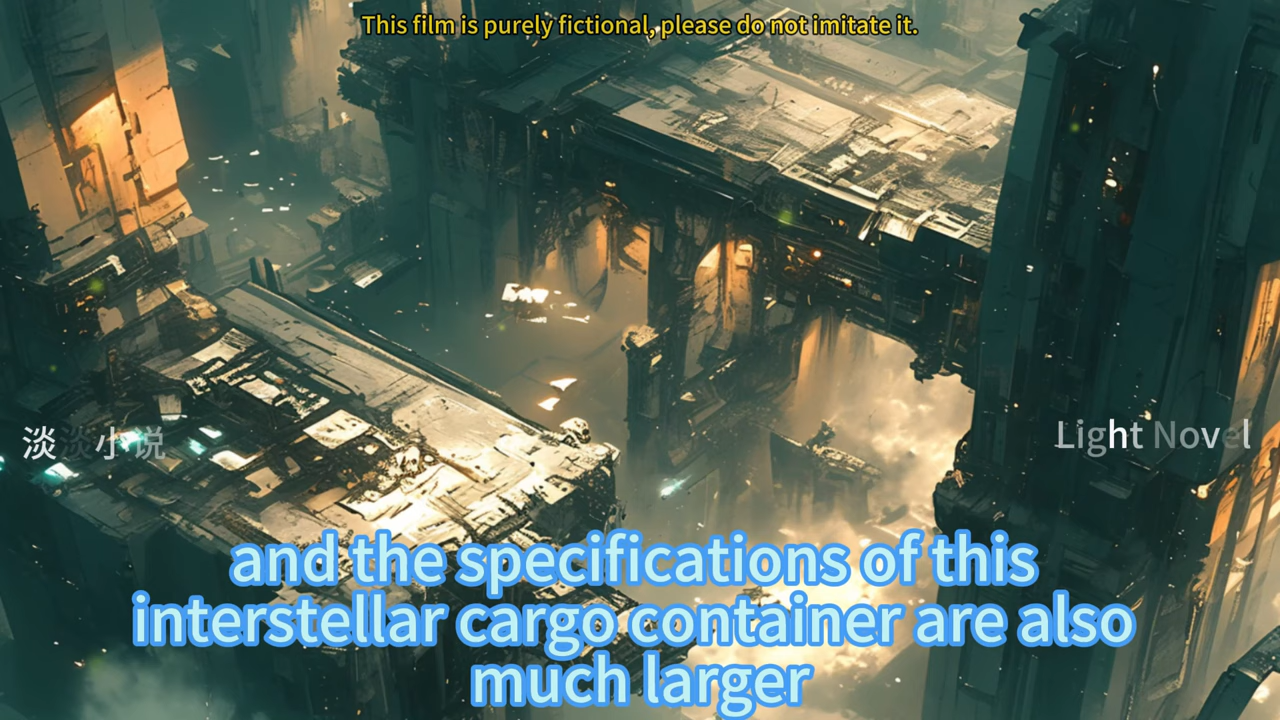 This film is purely fictional, please do not imitate it.
淡淡小说
Light Novel
and the specifications of this
interstellar cargo container are also
much larger